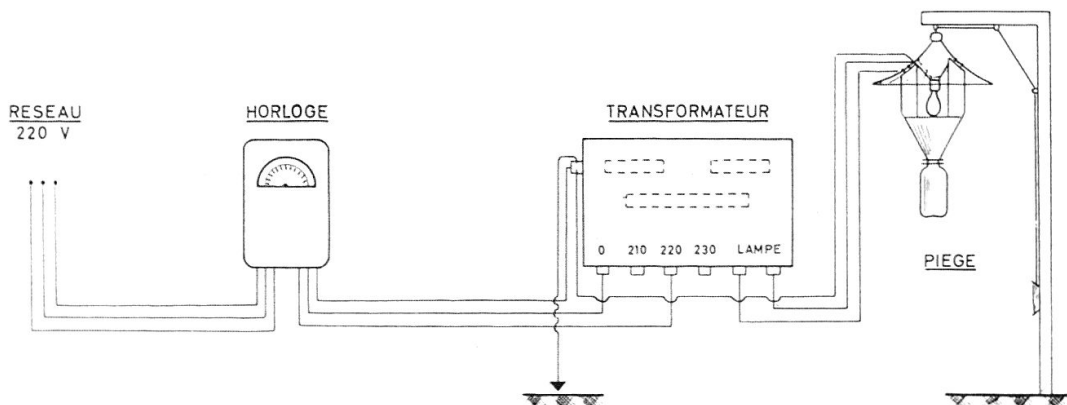 RESEAU
220 V
HORLOGE
TRANSFORMATEUR
0 210 220 230 LAMPE
PIEGE